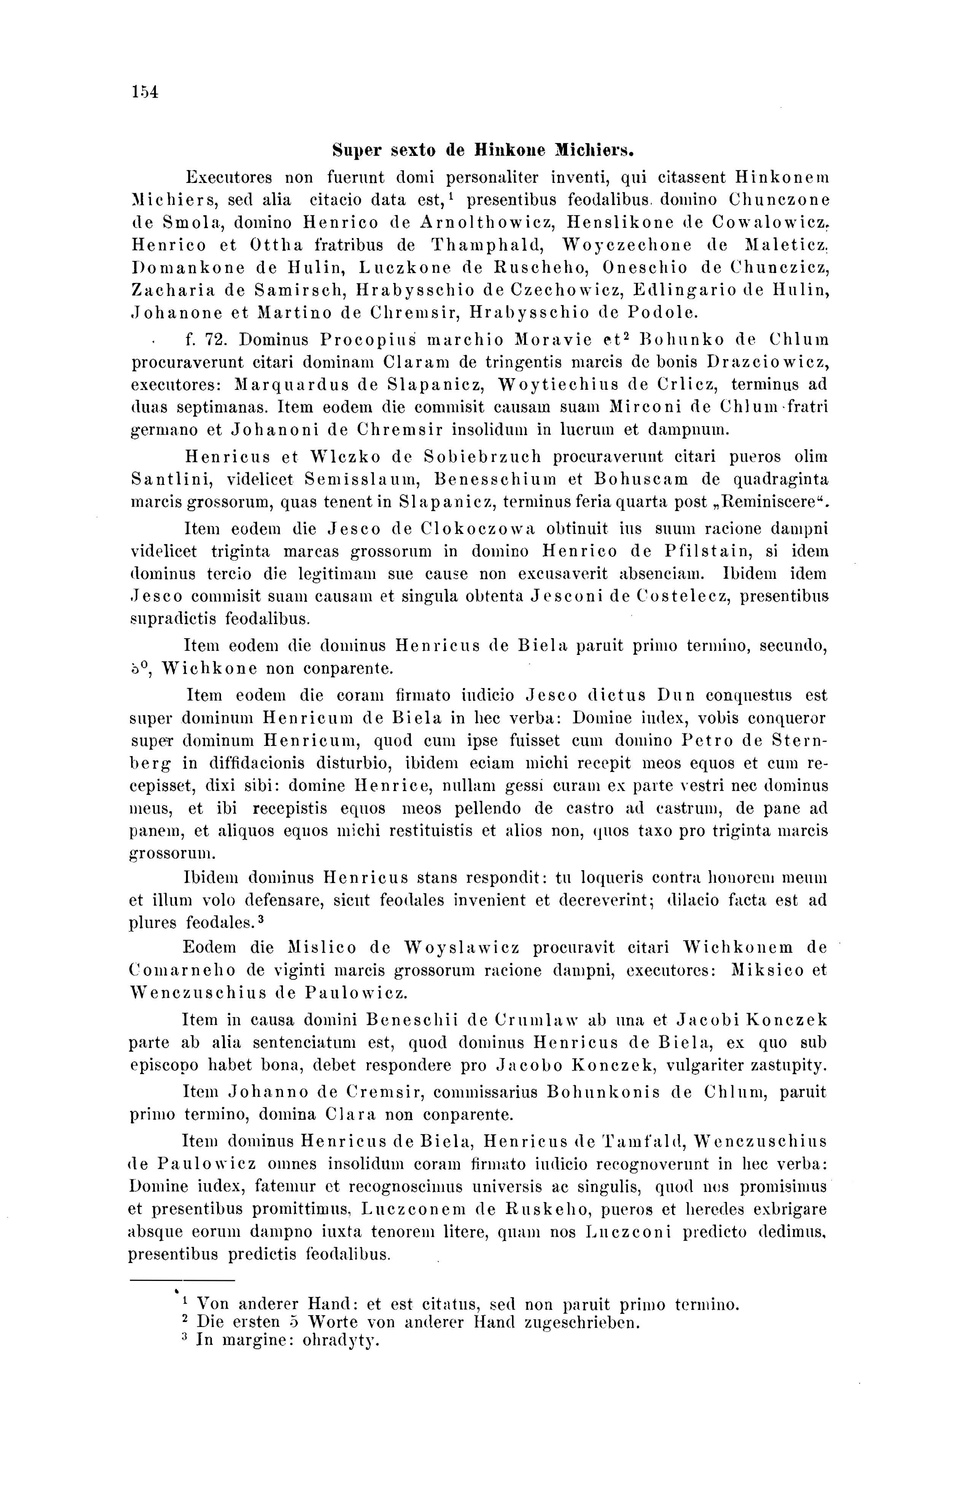 154
Super sexto de Hinkone Michiers.
Executores non fuerunt domi personaliter inventi, qui citassent Hinkonem
Michiers, sed alia citacio data est,¹ presentibus feodalibus. domino Chunczone
de Smola, domino Henrico de Arnolthowicz, Henslikone de Cowalowicz,
Henrico et Ottha fratribus de Thamphald, Woyczechone de Maleticz,
Domankone de Hulin, Luczkone de Ruscheho, Oneschio de Chunczicz,
Zacharia de Samirsch, Hrabysschio de Czechowicz, Edlingario de Hulin,
Johanone et Martino de Chremsir, Hrabysschio de Podole.
f. 72. Dominus Procopius marchio Moravie et² Bohunko de Chlum
procuraverunt citari dominam Claram de tringentis marcis de bonis Drazciowicz,
executores: Marquardus de Slapanicz, Woytiechius de Crlicz, terminus ad
duas septimanas. Item eodem die commisit causam suam Mirconi de Chlum fratri
germano et Johanoni de Chremsir insolidum in lucrum et dampnum.
Henricus et Wlczko de Sobiebrzuch procuraverunt citari pueros olim
Santlini, videlicet Semisslaum, Benesschium et Bohuscam de quadraginta
marcis grossorum, quas tenent in Slapanicz, terminus feria quarta post „Reminiscere“.
Item eodem die Jesco de Clokoczowa obtinuit ius suum racione dampni
videlicet triginta marcas grossorum in domino Henrico de Pfilstain, si idem
dominus tercio die legitimam sue cause non excusaverit absenciam. Ibidem idem
Jesco commisit suam causam et singula obtenta Jesconi de Costelecz, presentibus
supradictis feodalibus.
Item eodem die dominus Henricus de Biela paruit primo termino, secundo,
5⁰, Wichkone non conparente.
Item eodem die coram firmato iudicio Jesco dictus Dun conquestus est
super dominum Henricum de Biela in hec verba: Domine iudex, vobis conqueror
super dominum Henricum, quod cum ipse fuisset cum domino Petro de Stern-
berg in diffidacionis disturbio, ibidem eciam michi recepit meos equos et cum re-
cepisset, dixi sibi: domine Henrice, nullam gessi curam ex parte vestri nec dominus
meus, et ibi recepistis equos meos pellendo de castro ad castrum, de pane ad
panem, et aliquos equos michi restituistis et alios non, quos taxo pro triginta marcis
grossorum.
Ibidem dominus Henricus stans respondit: tu loqueris contra honorem meum
et illum volo defensare, sicut feodales invenient et decreverint; dilacio facta est ad
plures feodales.³
Eodem die Mislico de Woyslawicz procuravit citari Wichkonem de
Comarneho de viginti marcis grossorum racione dampni, executores: Miksico et
Wenczuschius de Paulowicz.
Item in causa domini Beneschii de Crumlaw ab una et Jacobi Konczek
parte ab alia sentenciatum est, quod dominus Henricus de Biela, ex quo sub
episcopo habet bona, debet respondere pro Jacobo Konczek, vulgariter zastupity.
Item Johanno de Cremsir, commissarius Bohunkonis de Chlum, paruit
primo termino, domina Clara non conparente.
Item dominus Henricus de Biela, Henricus de Tamfald, Wenczuschius
de Paulowicz omnes insolidum coram firmato iudicio recognoverunt in hec verba:
Domine iudex, fatemur et recognoscimus universis ac singulis, quod nos promisimus
et presentibus promittimus, Luczconem de Ruskeho, pueros et heredes exbrigare
absque eorum dampno iuxta tenorem litere, quam nos Luczconi predicto dedimus,
presentibus predictis feodalibus.
¹ Von anderer Hand: et est citatus, sed non paruit primo termino.
² Die ersten 5 Worte von anderer Hand zugeschrieben.
³ In margine: ohradyty.